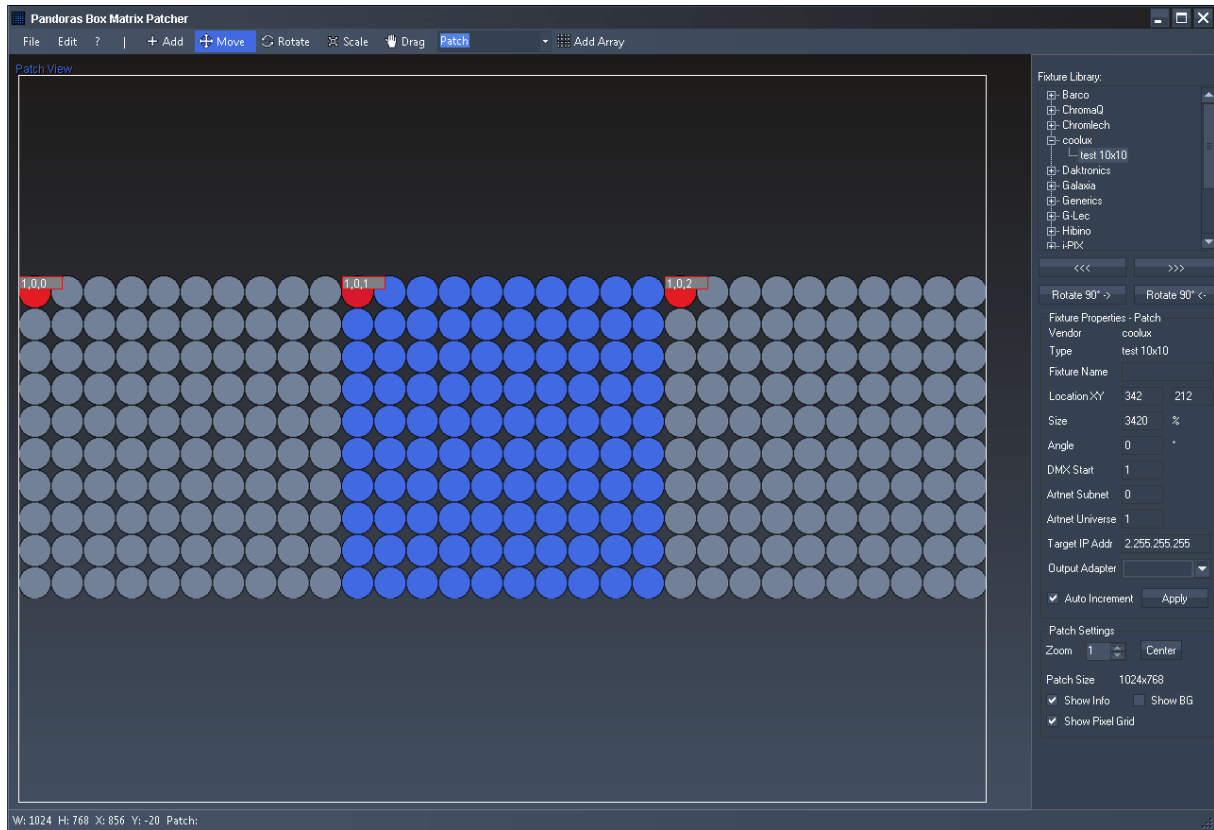 Pandoras Box Matrix Patcher
File Edit ? | + Add Move Rotate Scale Drag Patch Add Array
Patch View
1,0,0 1,0,1 1,0,2
Fixture Library:
Barco
ChromaQ
Chromlech
coolux
test 10x10
Daktronics
Galaxia
Generics
G-Lec
Hibino
i-PIX
<<< >>>
Rotate 90° -> Rotate 90° <-
Fixture Properties - Patch
Vendor coolux
Type test 10x10
Fixture Name
Location XY 342 212
Size 3420 %
Angle 0 °
DMX Start 1
Artnet Subnet 0
Artnet Universe 1
Target IP Addr 2.255.255.255
Output Adapter
Auto Increment Apply
Patch Settings
Zoom 1 Center
Patch Size 1024x768
Show Info Show BG
Show Pixel Grid
W: 1024 H: 768 X: 856 Y: -20 Patch: